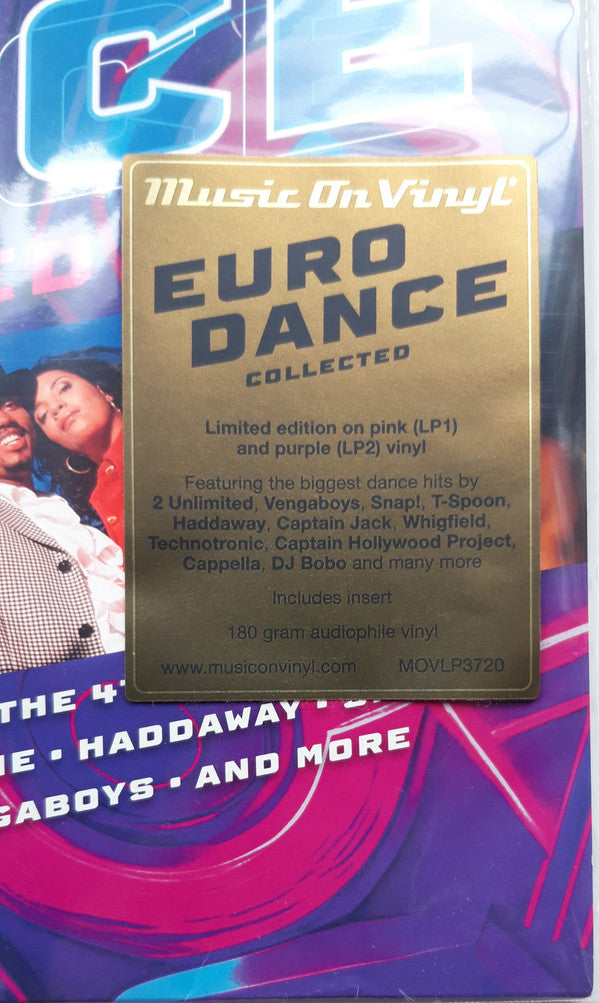 CE
Music On Vinyl
EURO
DANCE
COLLECTED
Limited edition on pink (LP1)
and purple (LP2) vinyl
Featuring the biggest dance hits by
2 Unlimited, Vengaboys, Snap!, T-Spoon,
Haddaway, Captain Jack, Whigfield,
Technotronic, Captain Hollywood Project,
Cappella, DJ Bobo and many more
Includes insert
180 gram audiophile vinyl
www.musiconvinyl.com MOVLP3720
THE
HADDAWAY •
GABOYS • AND MORE